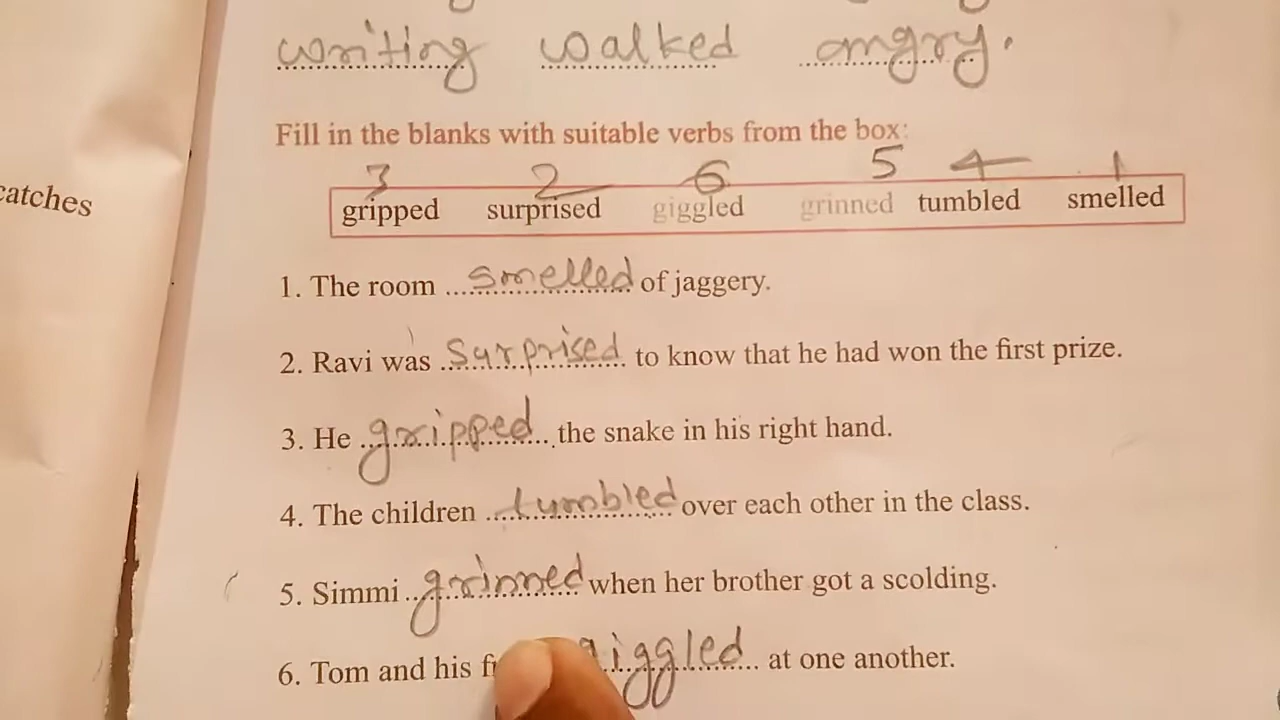 writing walked angry.
Fill in the blanks with suitable verbs from the box:
3 2 6 5 4 1
gripped surprised giggled grinned tumbled smelled
catches
1. The room smelled of jaggery.
2. Ravi was surprised to know that he had won the first prize.
3. He gripped the snake in his right hand.
4. The children tumbled over each other in the class.
5. Simmi grinned when her brother got a scolding.
6. Tom and his giggled at one another.